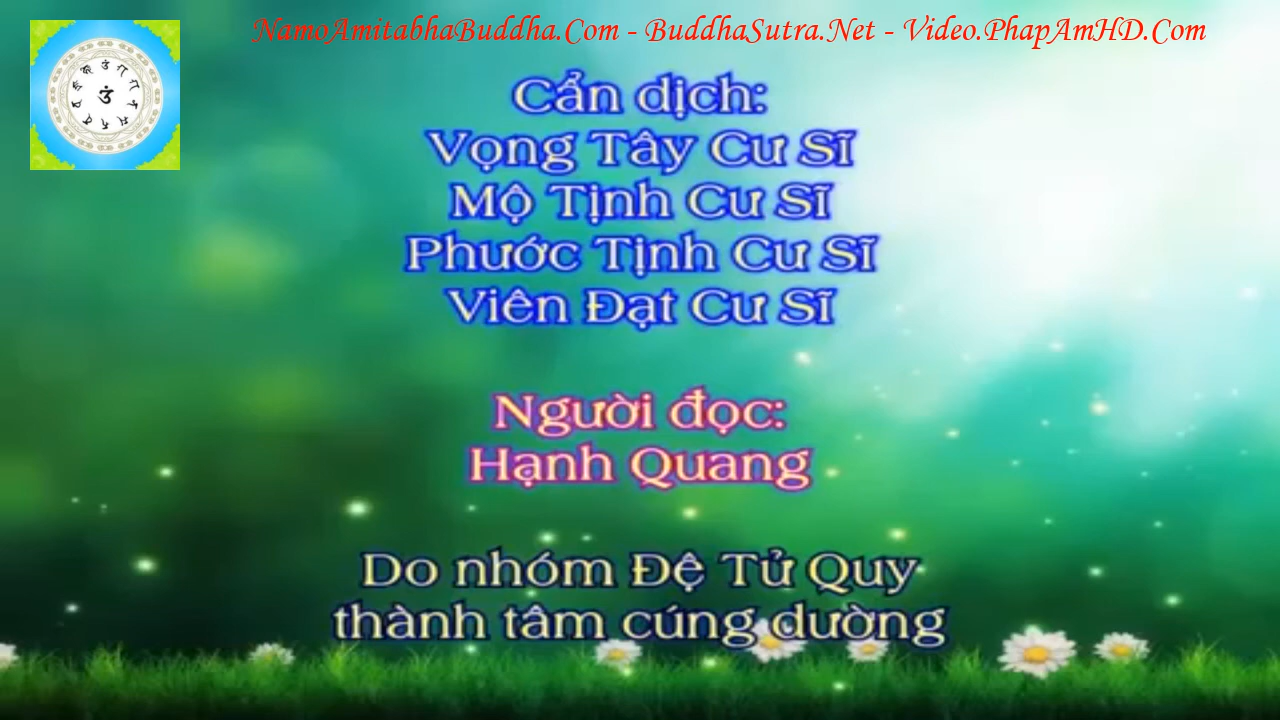 NamoAmitabhaBuddha.Com - BuddhaSutra.Net - Video.PhapAmHD.Com
Cẩn dịch:
Vọng Tây Cư Sĩ
Mộ Tịnh Cư Sĩ
Phước Tịnh Cư Sĩ
Viên Đạt Cư Sĩ
Người đọc:
Hạnh Quang
Do nhóm Đệ Tử Quy
thành tâm cúng dường